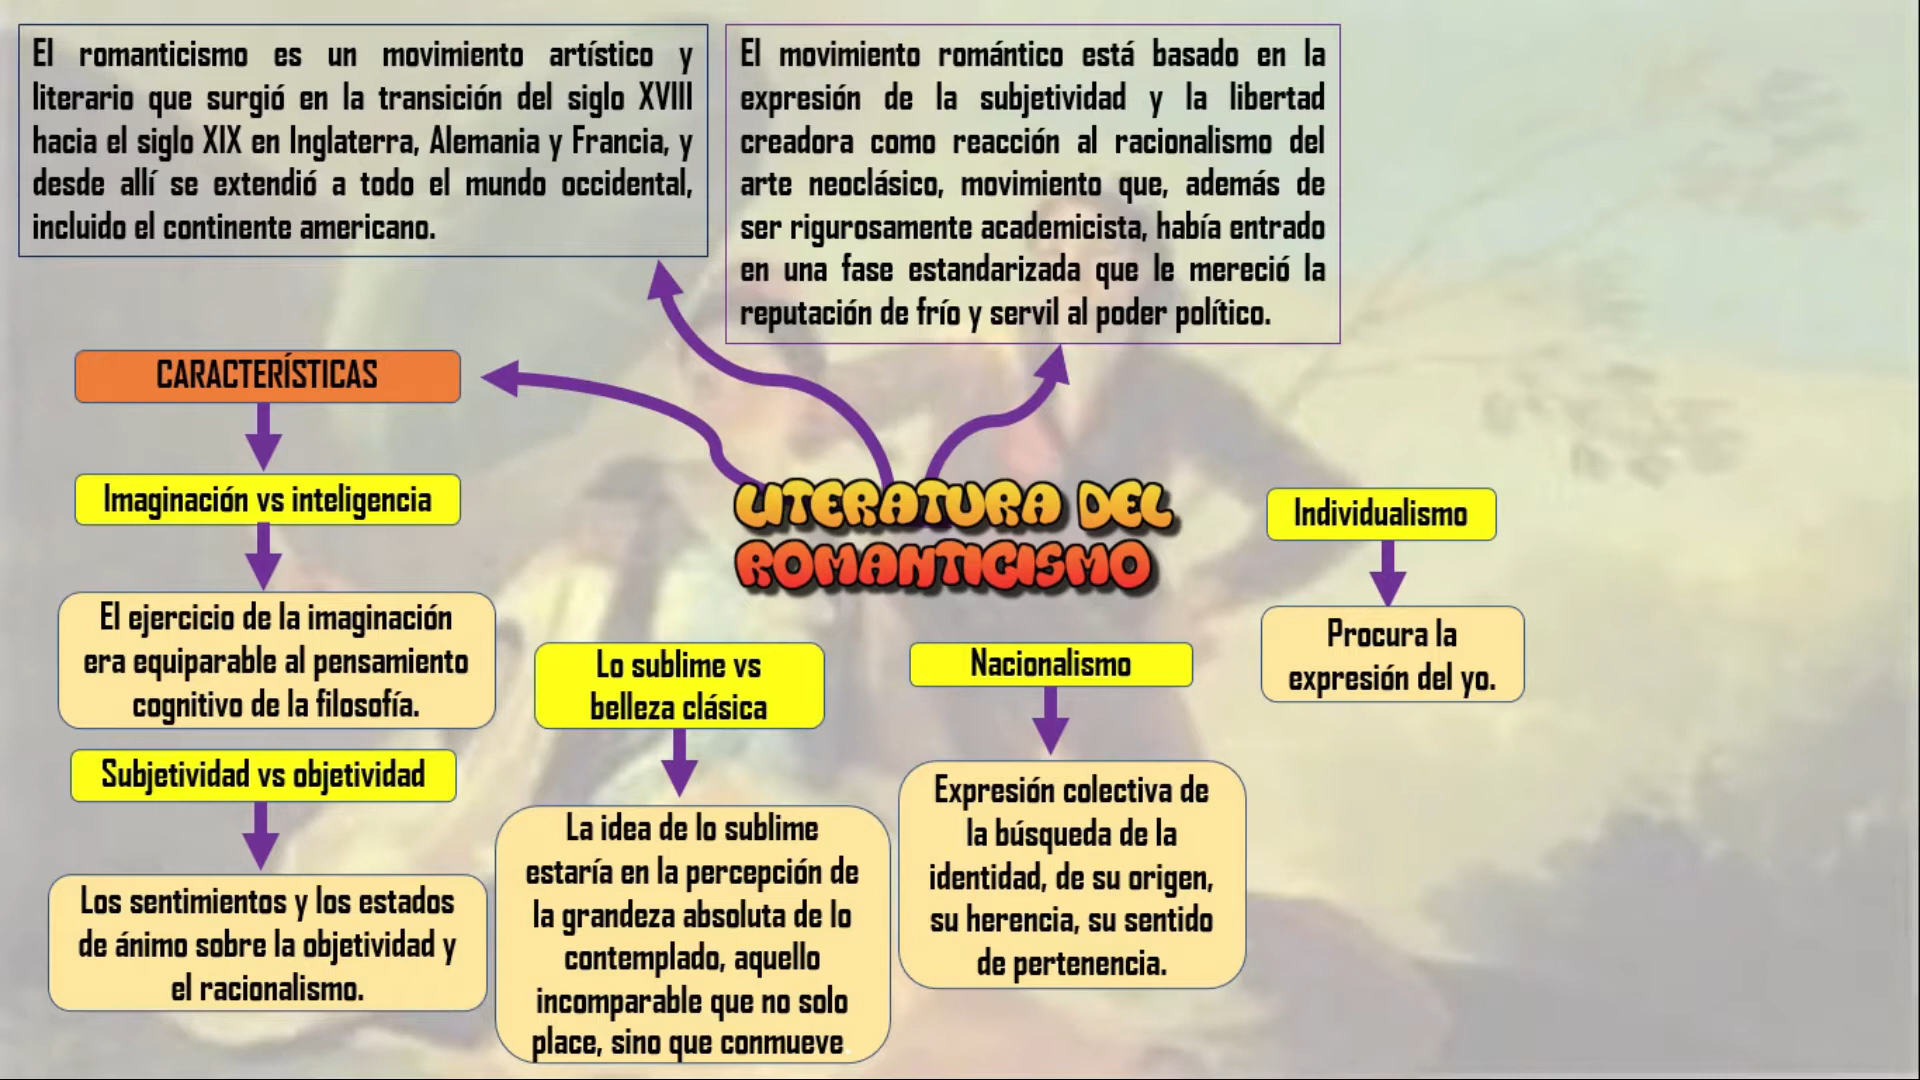 El romanticismo es un movimiento artístico y
literario que surgió en la transición del siglo XVIII
hacia el siglo XIX en Inglaterra, Alemania y Francia, y
desde allí se extendió a todo el mundo occidental,
incluido el continente americano.
El movimiento romántico está basado en la
expresión de la subjetividad y la libertad
creadora como reacción al racionalismo del
arte neoclásico, movimiento que, además de
ser rigurosamente academicista, había entrado
en una fase estandarizada que le mereció la
reputación de frío y servil al poder político.
LITERATURA DEL
ROMANTICISMO
CARACTERÍSTICAS
Imaginación vs inteligencia
El ejercicio de la imaginación
era equiparable al pensamiento
cognitivo de la filosofía.
Subjetividad vs objetividad
Los sentimientos y los estados
de ánimo sobre la objetividad y
el racionalismo.
Lo sublime vs
belleza clásica
La idea de lo sublime
estaría en la percepción de
la grandeza absoluta de lo
contemplado, aquello
incomparable que no solo
place, sino que conmueve.
Nacionalismo
Expresión colectiva de
la búsqueda de la
identidad, de su origen,
su herencia, su sentido
de pertenencia.
Individualismo
Procura la
expresión del yo.